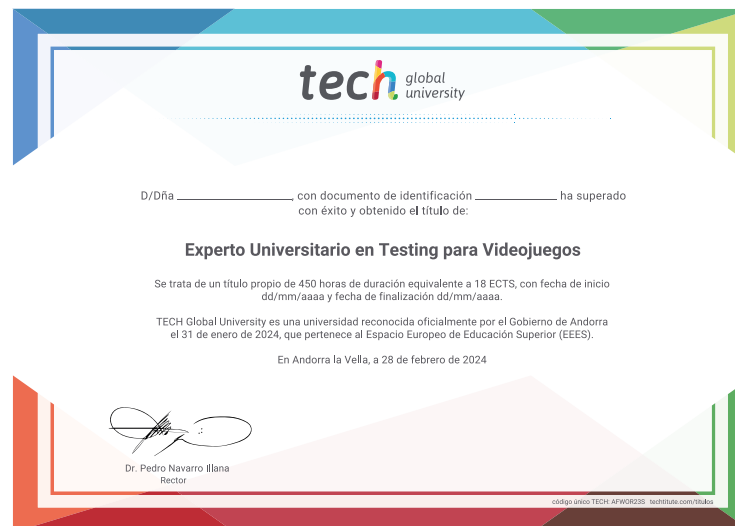 tech global
university
D/Dña ____________, con documento de identificación ____________ ha superado
con éxito y obtenido el título de:
Experto Universitario en Testing para Videojuegos
Se trata de un título propio de 450 horas de duración equivalente a 18 ECTS, con fecha de inicio
dd/mm/aaaa y fecha de finalización dd/mm/aaaa.
TECH Global University es una universidad reconocida oficialmente por el Gobierno de Andorra
el 31 de enero de 2024, que pertenece al Espacio Europeo de Educación Superior (EEES).
En Andorra la Vella, a 28 de febrero de 2024
Dr. Pedro Navarro Illana
Rector
código único TECH: AFWOR23S techtitute.com/titulos